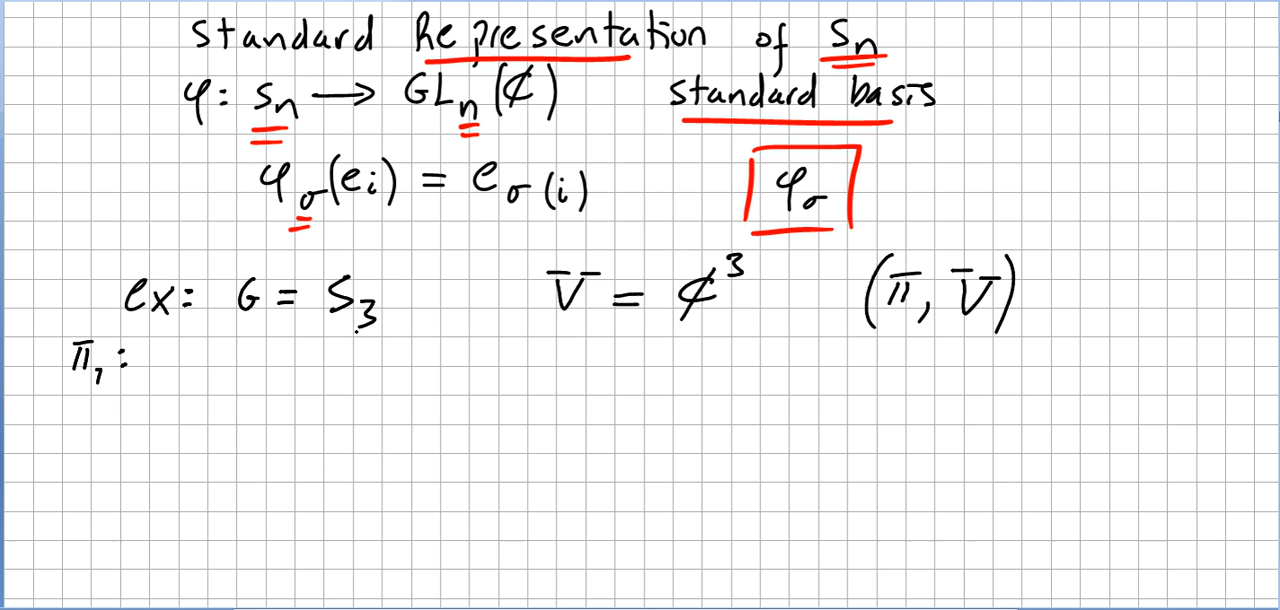 standard Representation of Sn
φ: Sn → GLn(ℂ) standard basis
φσ(ei) = eσ(i) φσ
ex: G = S3 V = ℂ³ (π, V)
π1: